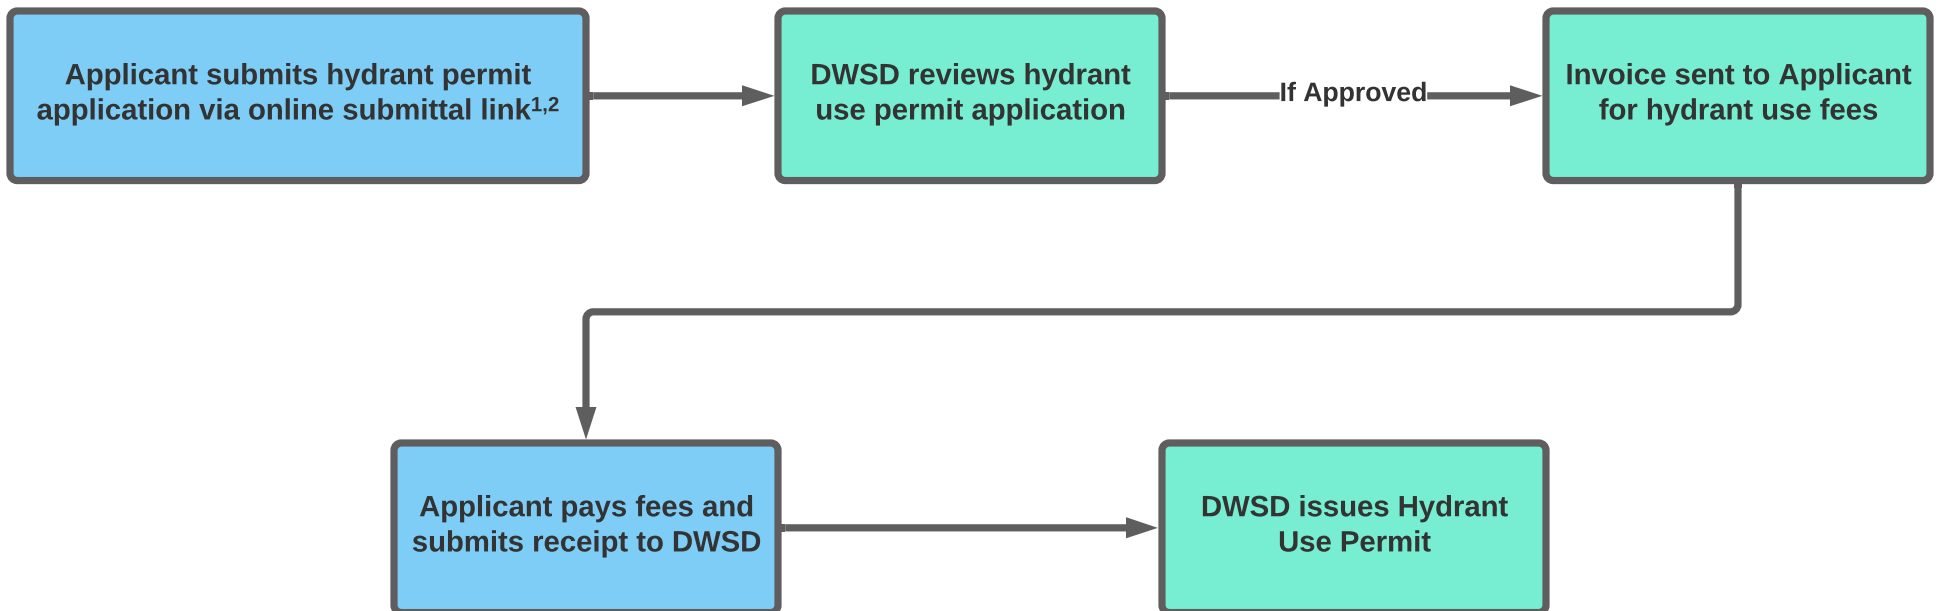 Applicant submits hydrant permit
application via online submittal link1,2
DWSD reviews hydrant
use permit application
If Approved
Invoice sent to Applicant
for hydrant use fees
Applicant pays fees and
submits receipt to DWSD
DWSD issues Hydrant
Use Permit